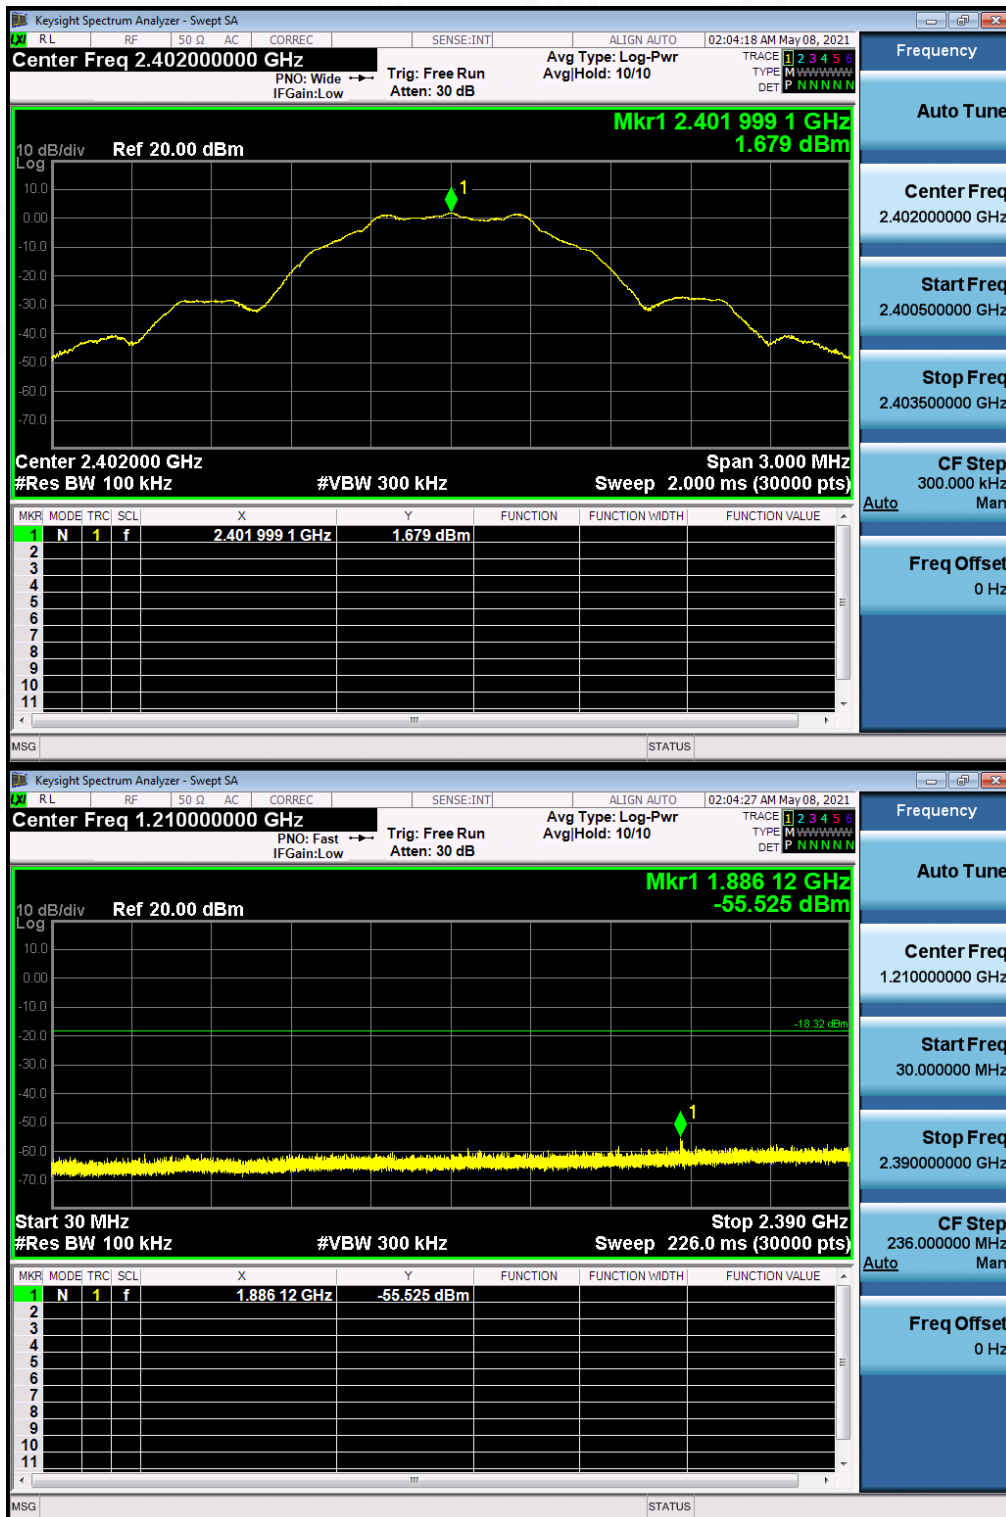 Keysight Spectrum Analyzer - Swept SA
LXI RL RF 50 Ω AC CORREC SENSE:INT ALIGN AUTO 02:04:18 AM May 08, 2021
Center Freq 2.402000000 GHz
PNO: Wide
IFGain:Low
Trig: Free Run
Atten: 30 dB
Avg Type: Log-Pwr
Avg|Hold: 10/10
TRACE 1 2 3 4 5 6
TYPE M WWWWW
DET P N N N N N
Mkr1 2.401 999 1 GHz
1.679 dBm
10 dB/div Ref 20.00 dBm
Log
10.0
0.00
-10.0
-20.0
-30.0
-40.0
-50.0
-60.0
-70.0
1
Center 2.402000 GHz Span 3.000 MHz
#Res BW 100 kHz #VBW 300 kHz Sweep 2.000 ms (30000 pts)
MKR MODE TRC SCL X Y FUNCTION FUNCTION WIDTH FUNCTION VALUE
1 N 1 f 2.401 999 1 GHz 1.679 dBm
2
3
4
5
6
7
8
9
10
11
MSG STATUS
Frequency
Auto Tune
Center Freq
2.402000000 GHz
Start Freq
2.400500000 GHz
Stop Freq
2.403500000 GHz
CF Step
300.000 kHz
Auto Man
Freq Offset
0 Hz
Keysight Spectrum Analyzer - Swept SA
LXI RL RF 50 Ω AC CORREC SENSE:INT ALIGN AUTO 02:04:27 AM May 08, 2021
Center Freq 1.210000000 GHz
PNO: Fast
IFGain:Low
Trig: Free Run
Atten: 30 dB
Avg Type: Log-Pwr
Avg|Hold: 10/10
TRACE 1 2 3 4 5 6
TYPE M WWWWW
DET P N N N N N
Mkr1 1.886 12 GHz
-55.525 dBm
10 dB/div Ref 20.00 dBm
Log
10.0
0.00
-10.0
-20.0
-30.0
-40.0
-50.0
-60.0
-70.0
-18.32 dBm
1
Start 30 MHz Stop 2.390 GHz
#Res BW 100 kHz #VBW 300 kHz Sweep 226.0 ms (30000 pts)
MKR MODE TRC SCL X Y FUNCTION FUNCTION WIDTH FUNCTION VALUE
1 N 1 f 1.886 12 GHz -55.525 dBm
2
3
4
5
6
7
8
9
10
11
MSG STATUS
Frequency
Auto Tune
Center Freq
1.210000000 GHz
Start Freq
30.000000 MHz
Stop Freq
2.390000000 GHz
CF Step
236.000000 MHz
Auto Man
Freq Offset
0 Hz